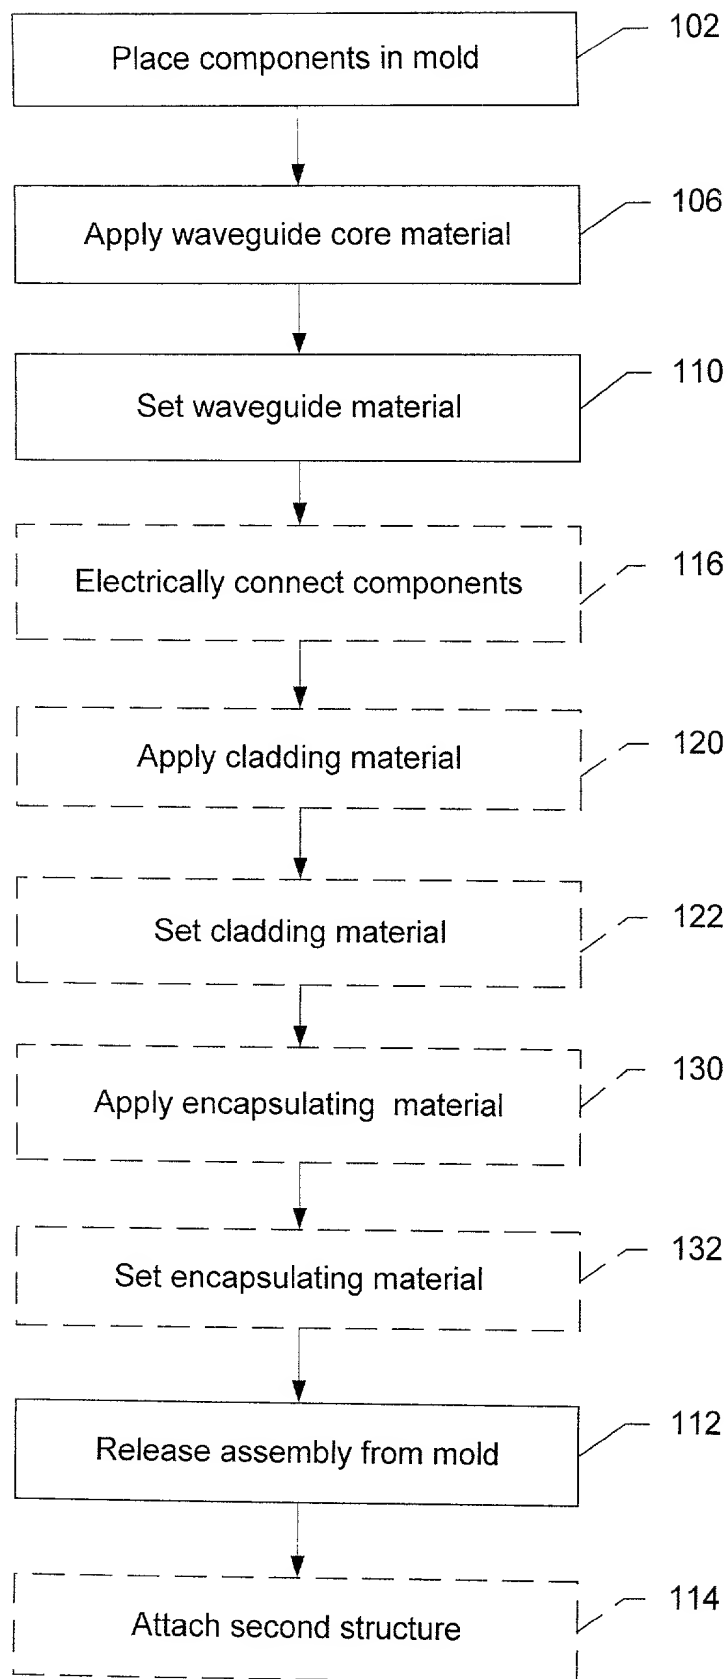 Place components in mold
102
Apply waveguide core material
106
Set waveguide material
110
Electrically connect components
116
Apply cladding material
120
Set cladding material
122
Apply encapsulating material
130
Set encapsulating material
132
Release assembly from mold
112
Attach second structure
114